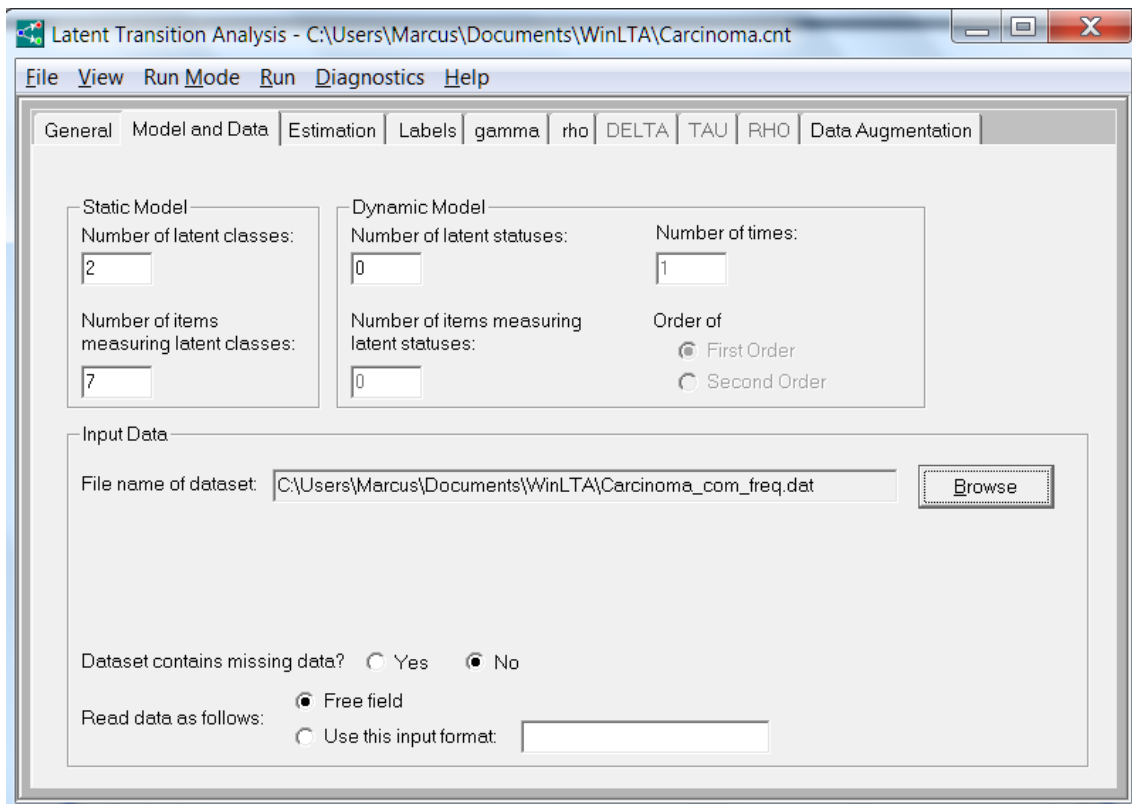 Latent Transition Analysis - C:\Users\Marcus\Documents\WinLTA\Carcinoma.cnt
File View Run Mode Run Diagnostics Help
General Model and Data Estimation Labels gamma rho DELTA TAU RHO Data Augmentation
Static Model
Number of latent classes:
2
Number of items
measuring latent classes:
7
Dynamic Model
Number of latent statuses:
0
Number of times:
1
Number of items measuring
latent statuses:
0
Order of
First Order
Second Order
Input Data
File name of dataset: C:\Users\Marcus\Documents\WinLTA\Carcinoma_com_freq.dat Browse
Dataset contains missing data? Yes No
Read data as follows:
Free field
Use this input format: